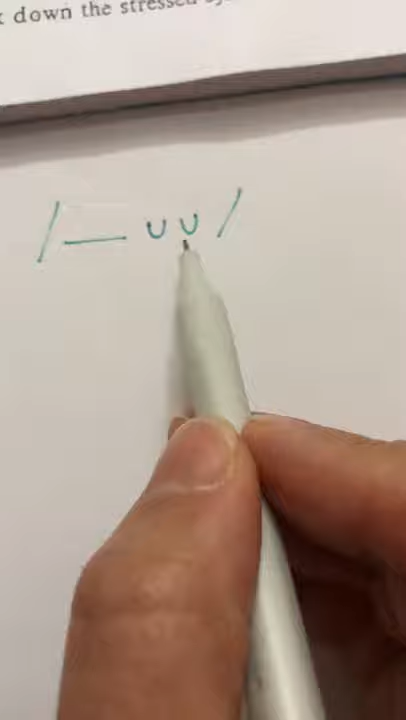 down the stressed
/ — ∪ ∪ /